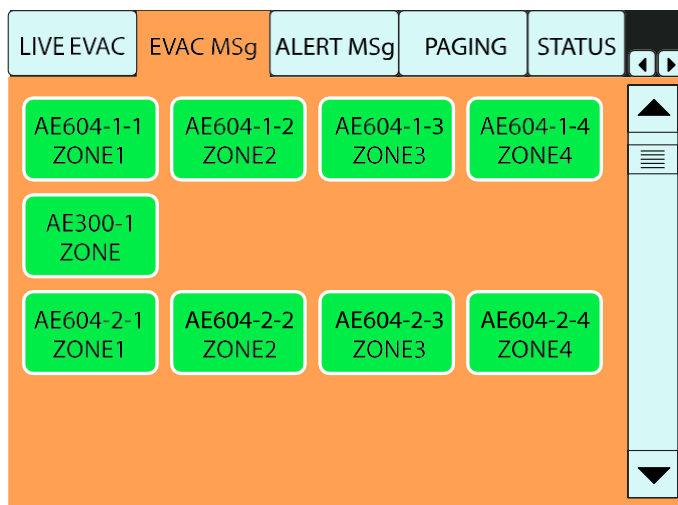 LIVE EVAC EVAC MSg ALERT MSg PAGING STATUS
AE604-1-1 AE604-1-2 AE604-1-3 AE604-1-4
ZONE1 ZONE2 ZONE3 ZONE4
AE300-1
ZONE
AE604-2-1 AE604-2-2 AE604-2-3 AE604-2-4
ZONE1 ZONE2 ZONE3 ZONE4